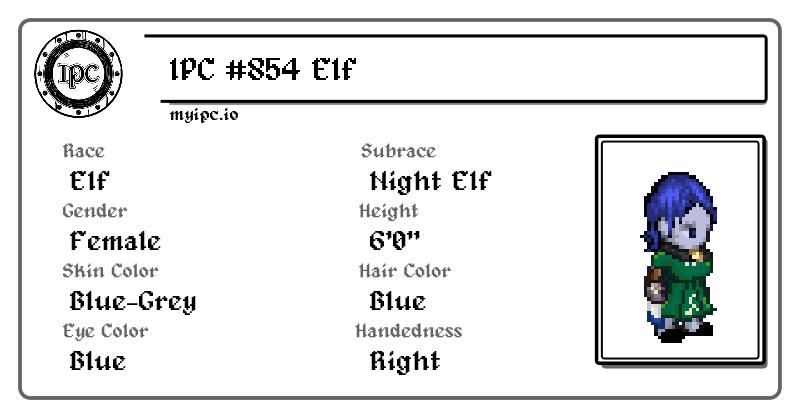 IPC
IPC #854 Elf
myipc.io
Race
Elf
Subrace
Night Elf
Gender
Female
Height
6'0"
Skin Color
Blue-Grey
Hair Color
Blue
Eye Color
Blue
Handedness
Right